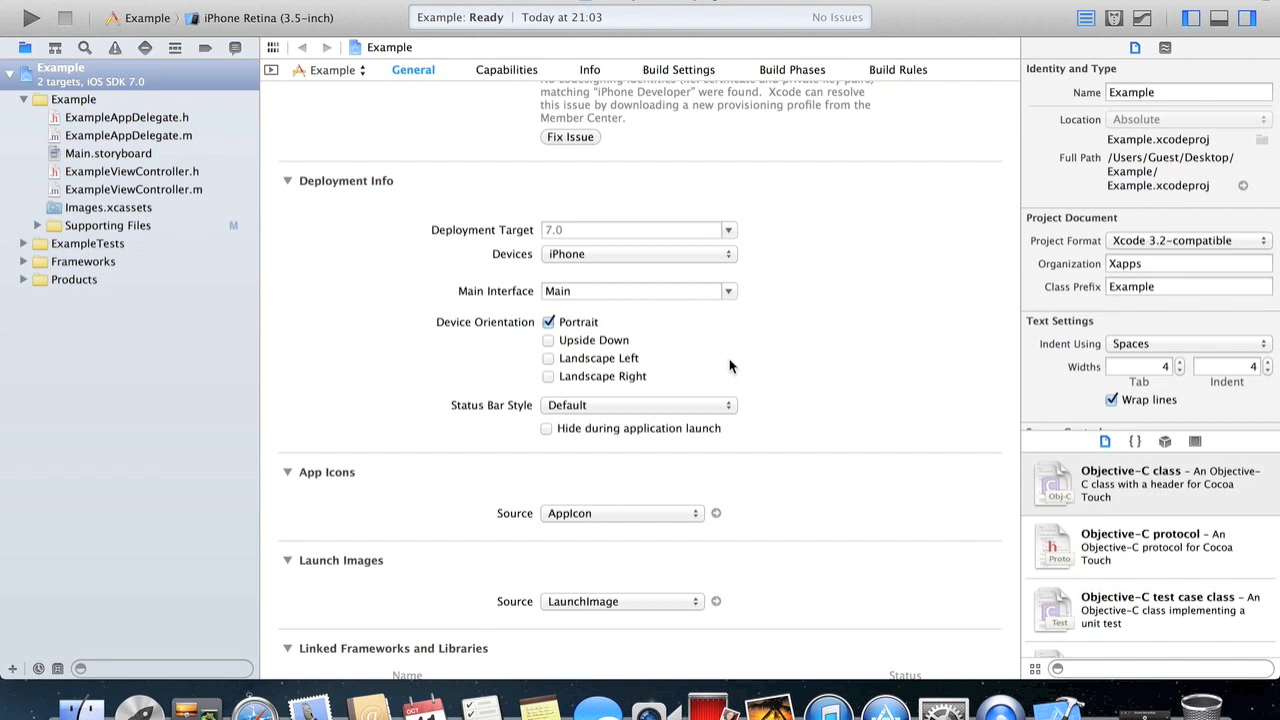 Example
iPhone Retina (3.5-inch)
Example: Ready
Today at 21:03
No Issues
Example
2 targets, iOS SDK 7.0
Example
ExampleAppDelegate.h
ExampleAppDelegate.m
Main.storyboard
ExampleViewController.h
ExampleViewController.m
Images.xcassets
Supporting Files M
ExampleTests
Frameworks
Products
Example
Example
General
Capabilities
Info
Build Settings
Build Phases
Build Rules
matching “iPhone Developer” were found. Xcode can resolve
this issue by downloading a new provisioning profile from the
Member Center.
Fix Issue
Deployment Info
Deployment Target 7.0
Devices iPhone
Main Interface Main
Device Orientation Portrait
Upside Down
Landscape Left
Landscape Right
Status Bar Style Default
Hide during application launch
App Icons
Source AppIcon
Launch Images
Source LaunchImage
Linked Frameworks and Libraries
Name Status
Identity and Type
Name Example
Location Absolute
Example.xcodeproj
Full Path /Users/Guest/Desktop/
Example/
Example.xcodeproj
Project Document
Project Format Xcode 3.2-compatible
Organization Xapps
Class Prefix Example
Text Settings
Indent Using Spaces
Widths 4 4
Tab Indent
Wrap lines
{ }
Objective-C class – An Objective-
C class with a header for Cocoa
Touch
Obj-C
Objective-C protocol – An
Objective-C protocol for Cocoa
Touch
h
Proto
Objective-C test case class – An
Objective-C class implementing a
unit test
Test
OCT